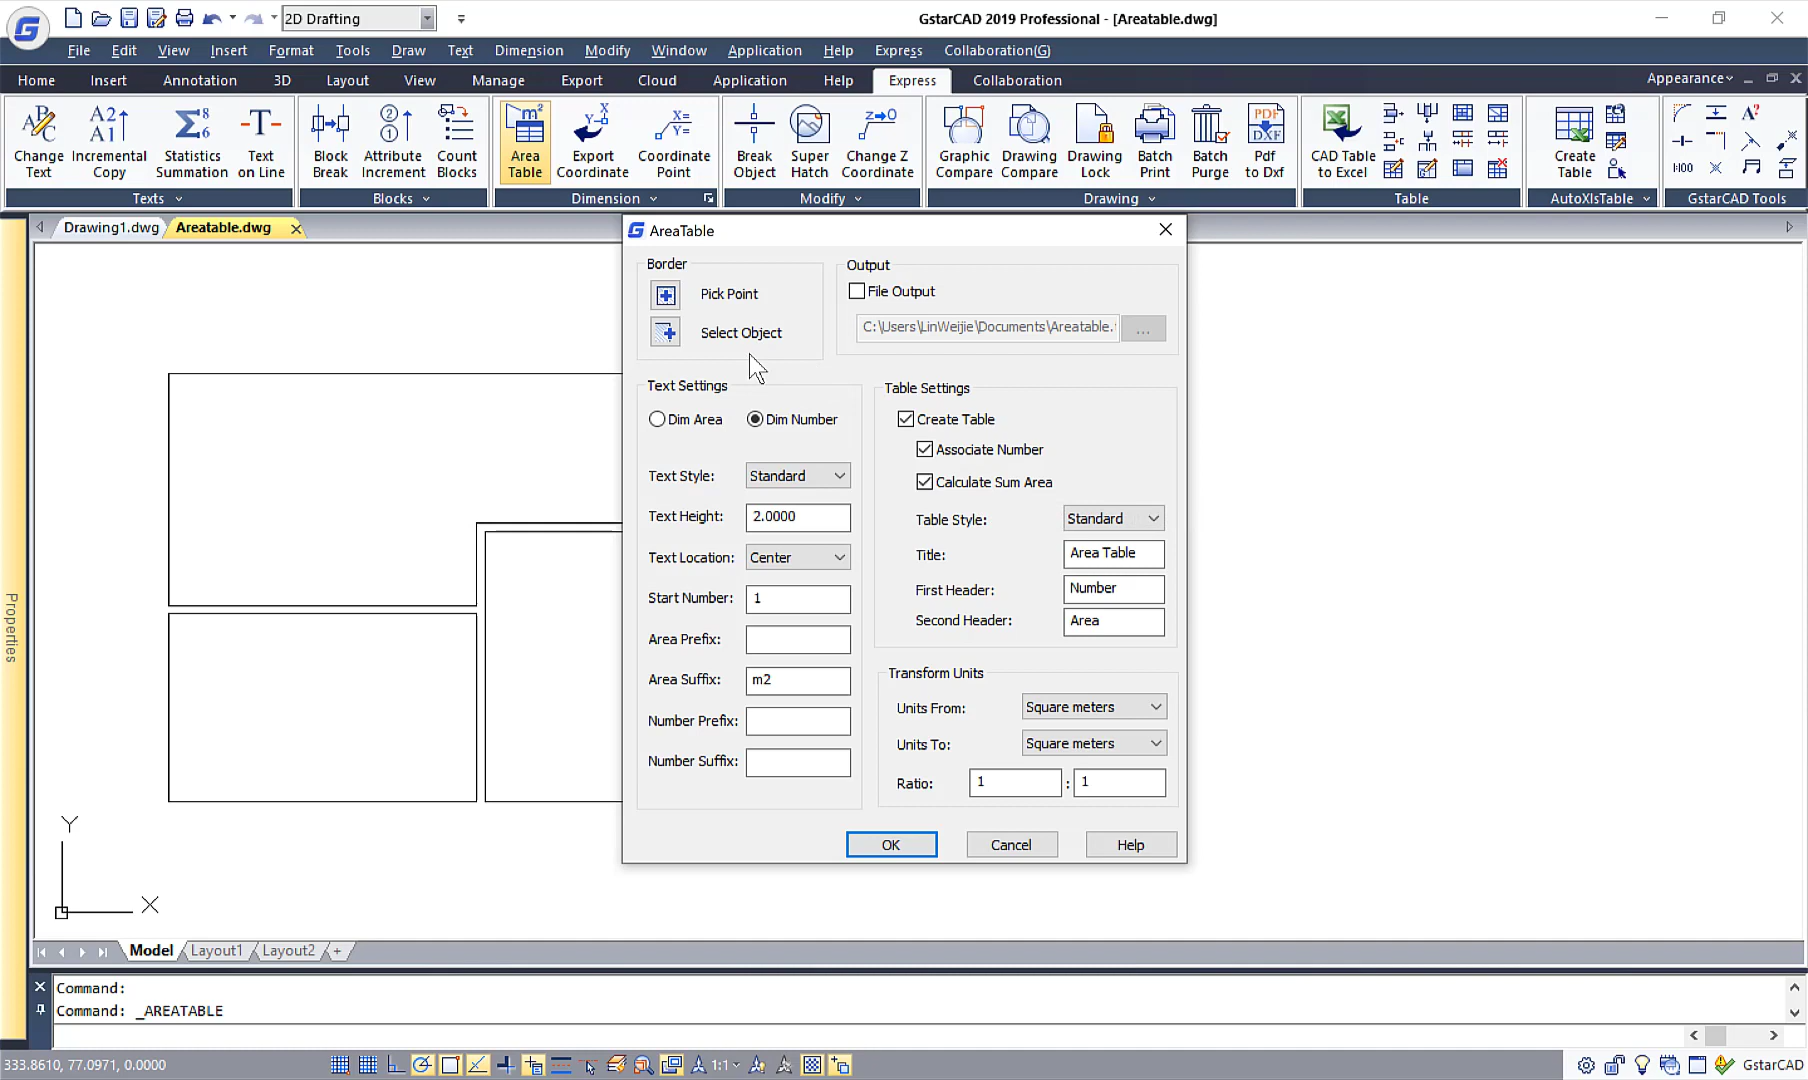 2D Drafting
GstarCAD 2019 Professional - [Areatable.dwg]
File Edit View Insert Format Tools Draw Text Dimension Modify Window Application Help Express Collaboration(G)
Home Insert Annotation 3D Layout View Manage Export Cloud Application Help Express Collaboration Appearance
Change Text
Incremental Copy
Statistics Summation
Text on Line
Block Break
Attribute Increment
Count Blocks
Area Table
Export Coordinate
Coordinate Point
Break Object
Super Hatch
Change Z Coordinate
Graphic Compare
Drawing Compare
Drawing Lock
Batch Print
Batch Purge
Pdf to Dxf
CAD Table to Excel
Create Table
Texts Blocks Dimension Modify Drawing Table AutoXlsTable GstarCAD Tools
Drawing1.dwg Areatable.dwg
AreaTable
Border
Pick Point
Select Object
Output
File Output
C:\Users\LinWeijie\Documents\Areatable.
...
Text Settings
Dim Area Dim Number
Text Style: Standard
Text Height: 2.0000
Text Location: Center
Start Number: 1
Area Prefix:
Area Suffix: m2
Number Prefix:
Number Suffix:
Table Settings
Create Table
Associate Number
Calculate Sum Area
Table Style: Standard
Title: Area Table
First Header: Number
Second Header: Area
Transform Units
Units From: Square meters
Units To: Square meters
Ratio: 1 : 1
OK Cancel Help
Properties
Y
X
Model Layout1 Layout2 +
Command:
Command: _AREATABLE
333.8610, 77.0971, 0.0000
1:1
GstarCAD